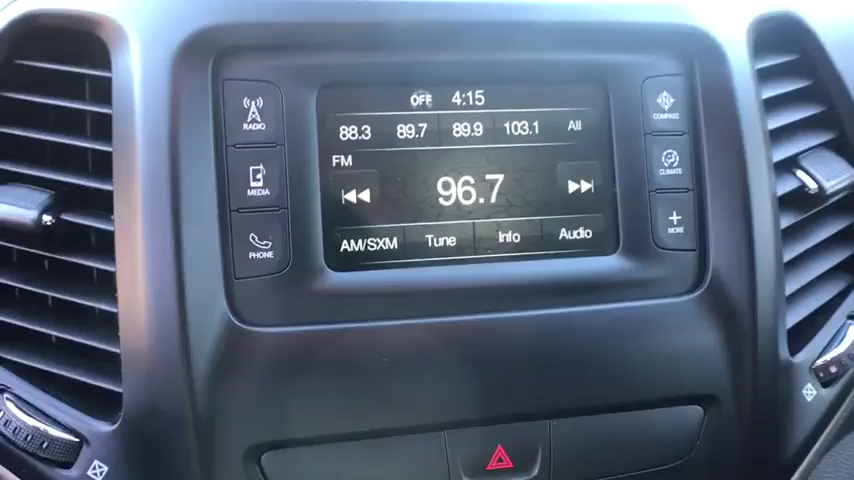 OFF 4:15
88.3 89.7 89.9 103.1 All
FM
96.7
AM/SXM Tune Info Audio
RADIO
MEDIA
PHONE
N
COMPASS
CLIMATE
MORE